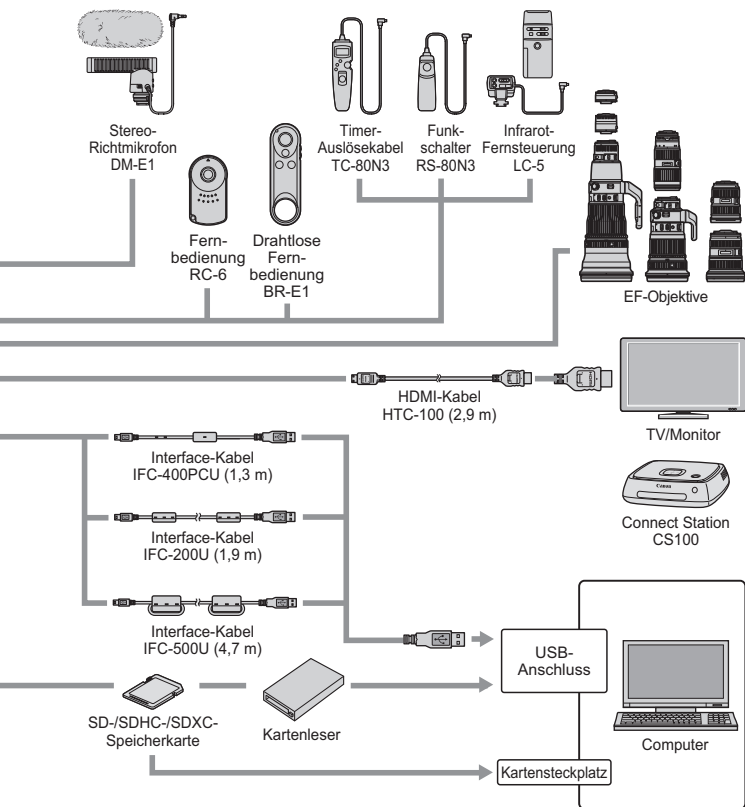 Stereo-
Richtmikrofon
DM-E1
Timer-
Auslösekabel
TC-80N3
Funk-
schalter
RS-80N3
Infrarot-
Fernsteuerung
LC-5
Fern-
bedienung
RC-6
Drahtlose
Fern-
bedienung
BR-E1
EF-Objektive
HDMI-Kabel
HTC-100 (2,9 m)
TV/Monitor
Interface-Kabel
IFC-400PCU (1,3 m)
Canon
Connect Station
CS100
Interface-Kabel
IFC-200U (1,9 m)
Interface-Kabel
IFC-500U (4,7 m)
USB-
Anschluss
SD-/SDHC-/SDXC-
Speicherkarte
Kartenleser
Computer
Kartensteckplatz